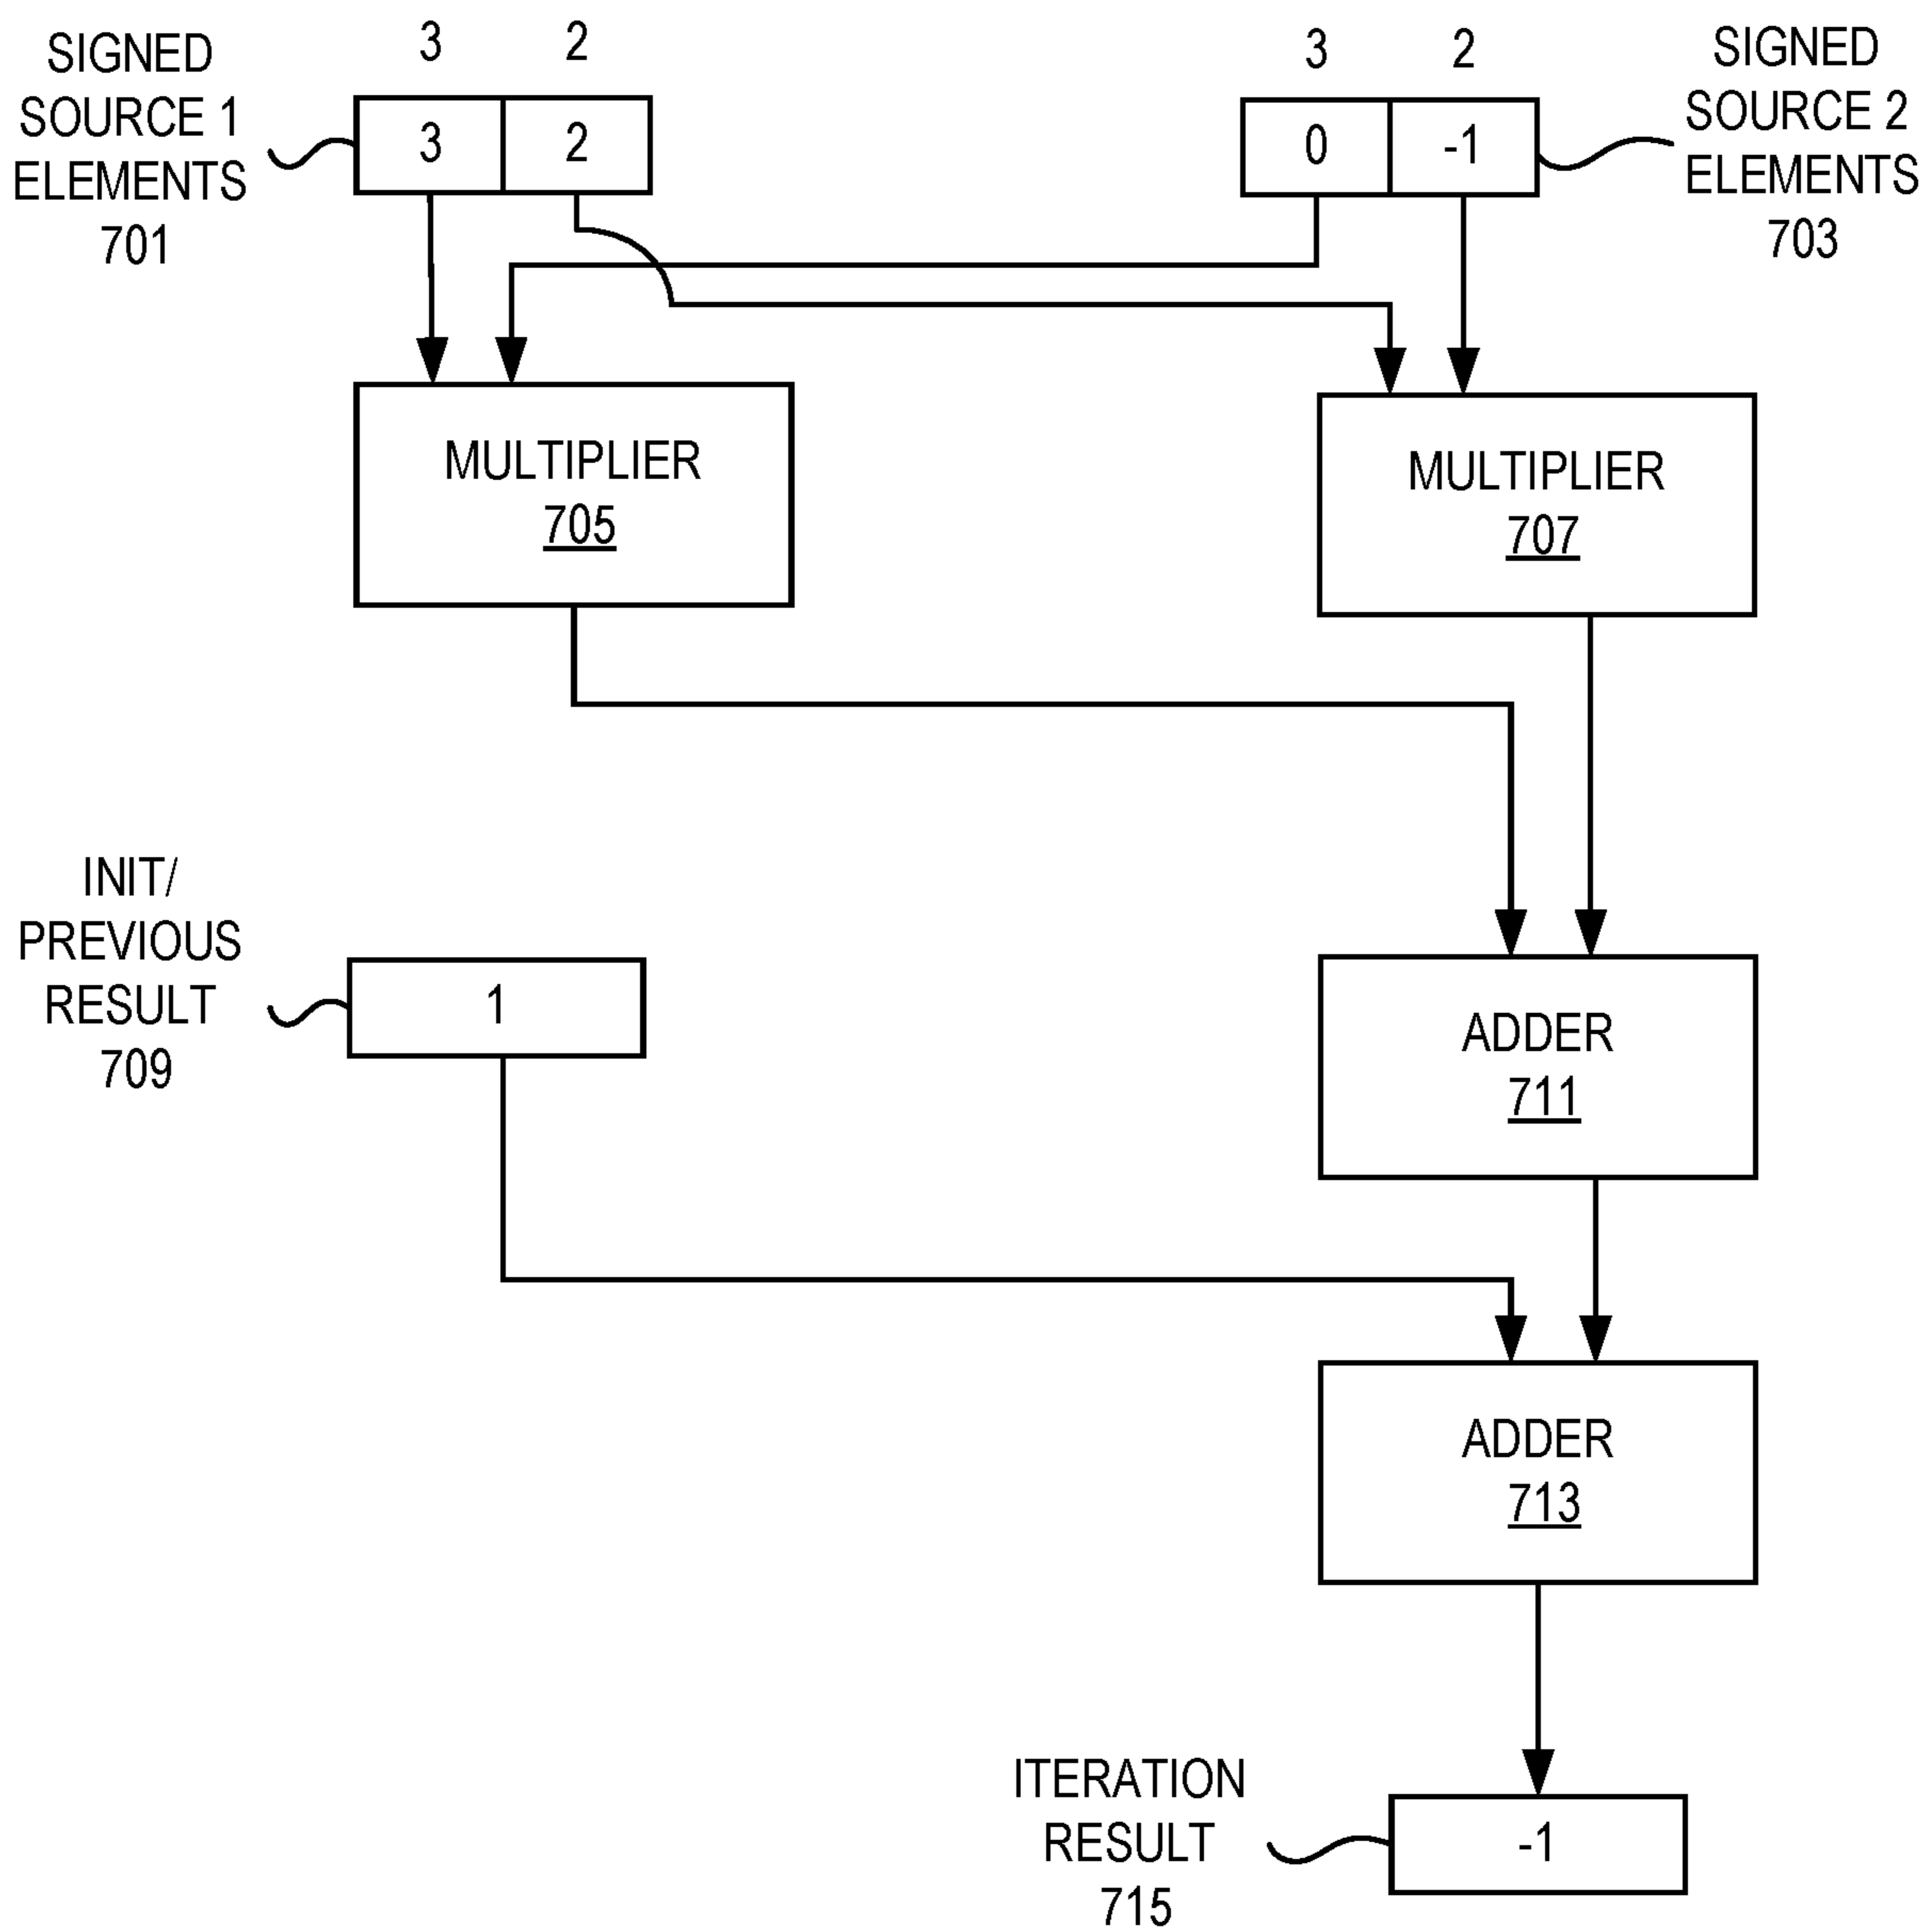 SIGNED
SOURCE 1
ELEMENTS
701
3 2
3 2
3 2
0 -1
SIGNED
SOURCE 2
ELEMENTS
703
MULTIPLIER
705
MULTIPLIER
707
INIT/
PREVIOUS
RESULT
709
1
ADDER
711
ADDER
713
ITERATION
RESULT
715
-1